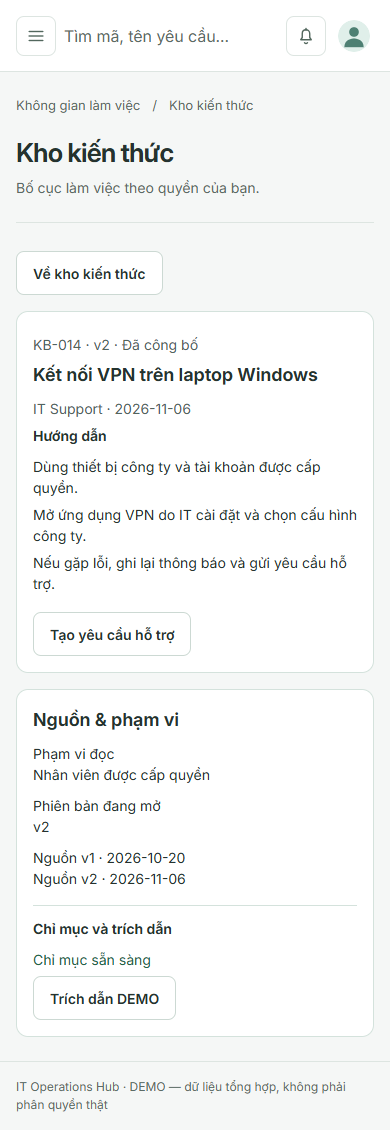 Tìm mã, tên yêu cầu...
Không gian làm việc / Kho kiến thức
Kho kiến thức
Bố cục làm việc theo quyền của bạn.
Về kho kiến thức
KB-014 · v2 · Đã công bố
Kết nối VPN trên laptop Windows
IT Support · 2026-11-06
Hướng dẫn
Dùng thiết bị công ty và tài khoản được cấp
quyền.
Mở ứng dụng VPN do IT cài đặt và chọn cấu hình
công ty.
Nếu gặp lỗi, ghi lại thông báo và gửi yêu cầu hỗ
trợ.
Tạo yêu cầu hỗ trợ
Nguồn & phạm vi
Phạm vi đọc
Nhân viên được cấp quyền
Phiên bản đang mở
v2
Nguồn v1 · 2026-10-20
Nguồn v2 · 2026-11-06
Chỉ mục và trích dẫn
Chỉ mục sẵn sàng
Trích dẫn DEMO
IT Operations Hub · DEMO — dữ liệu tổng hợp, không phải
phân quyền thật